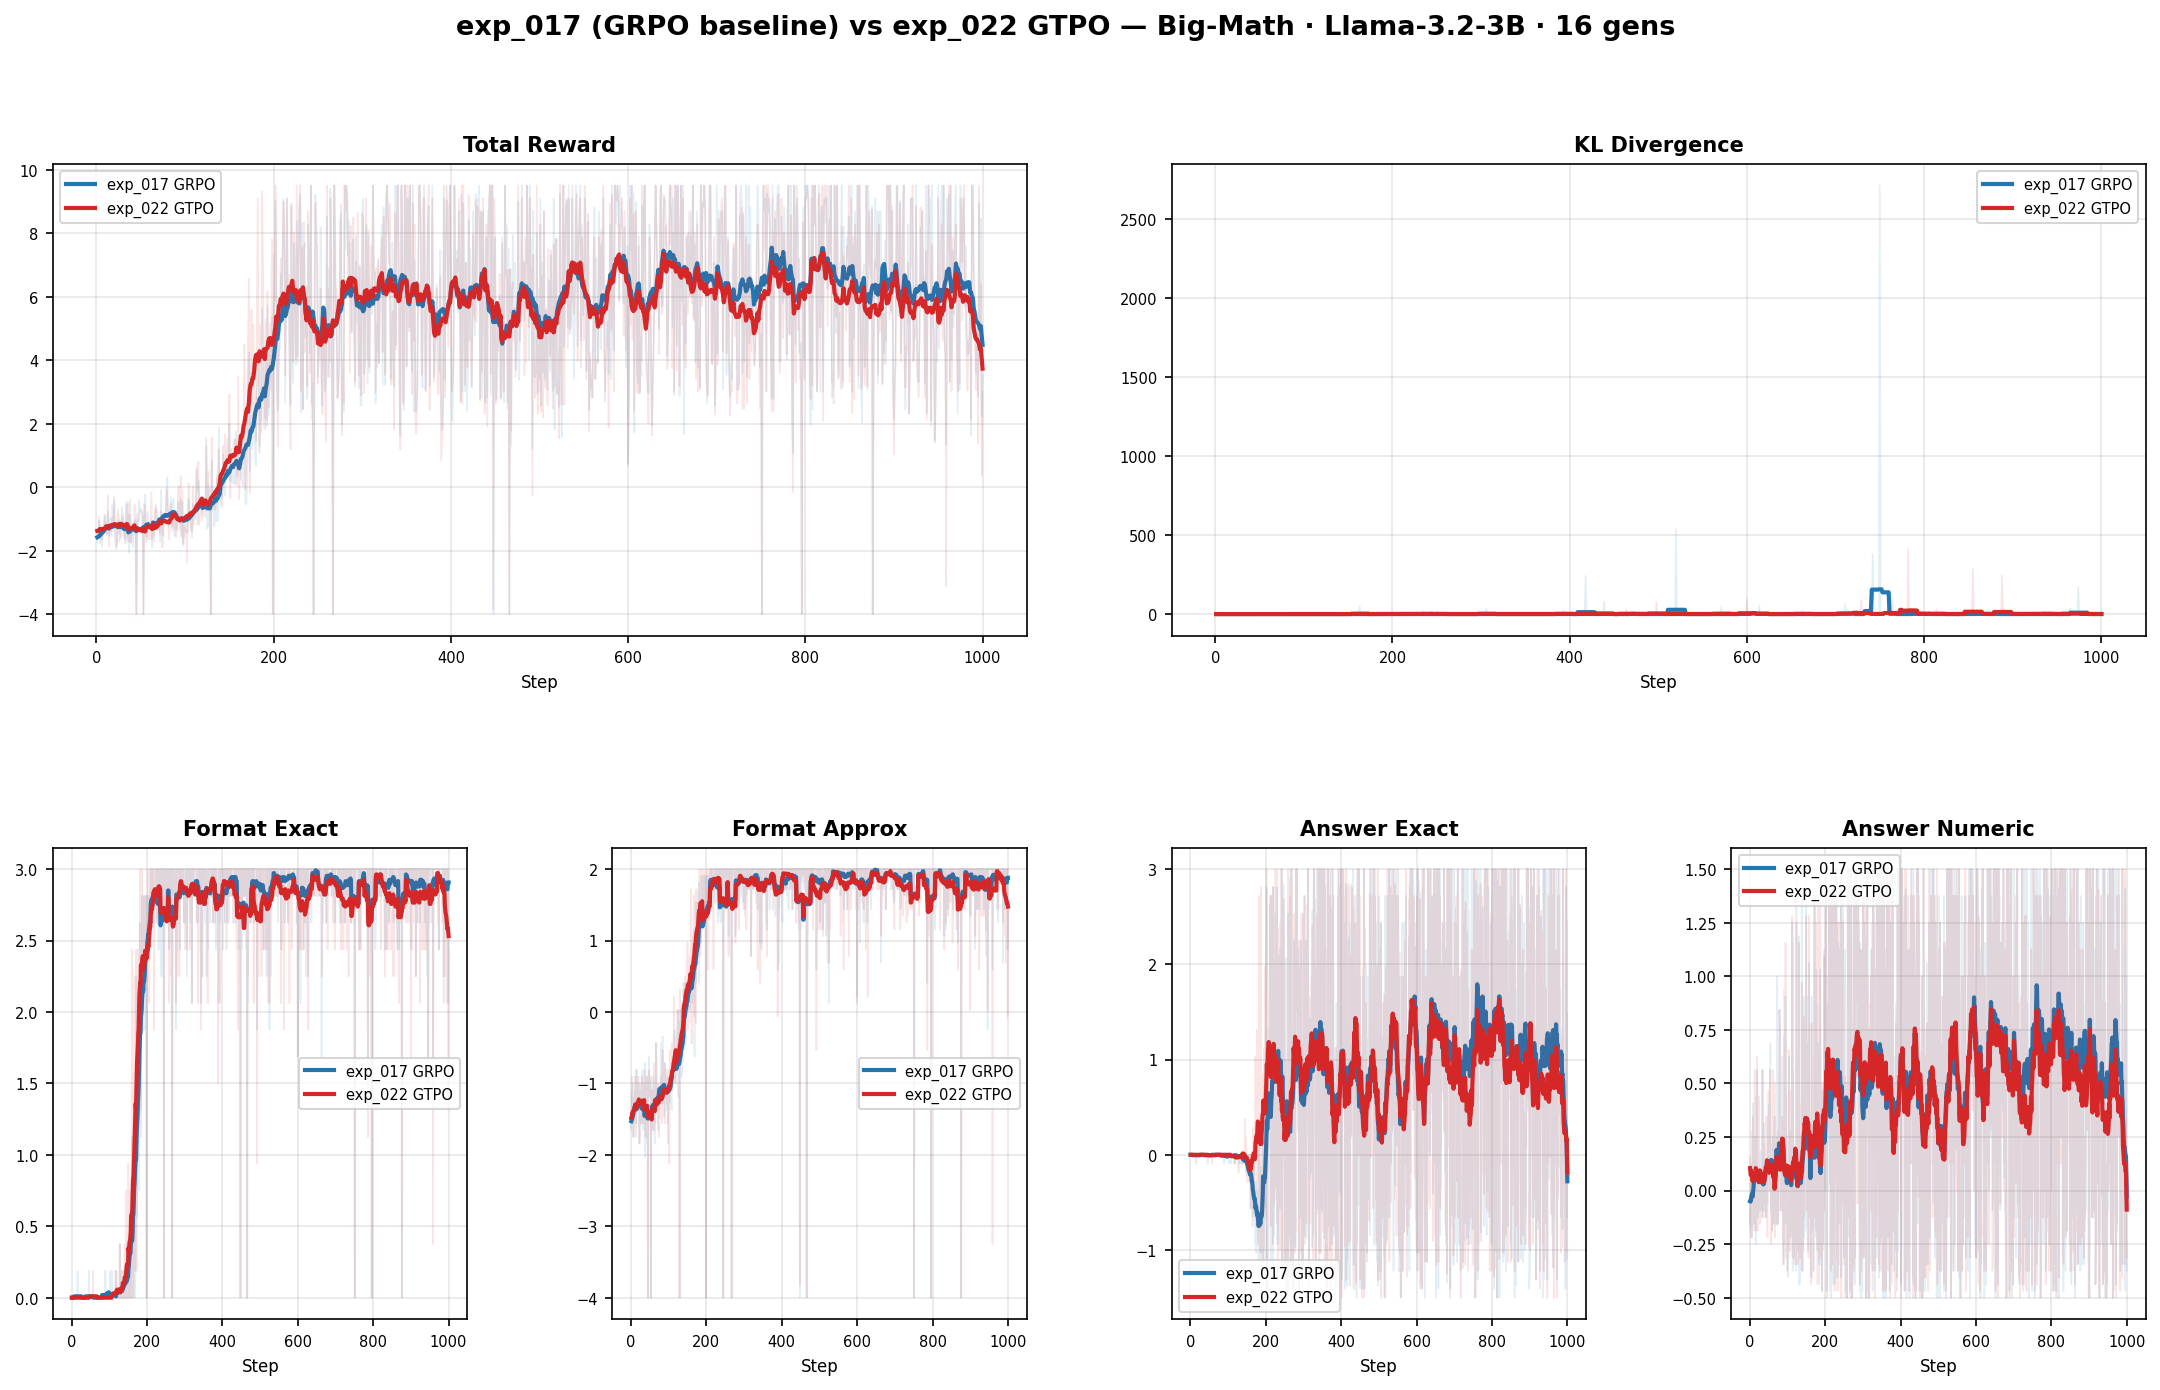 exp_017 (GRPO baseline) vs exp_022 GTPO — Big-Math · Llama-3.2-3B · 16 gens
Total Reward
exp_017 GRPO
exp_022 GTPO
10
8
6
4
2
0
−2
−4
0 200 400 600 800 1000
Step
KL Divergence
exp_017 GRPO
exp_022 GTPO
2500
2000
1500
1000
500
0
0 200 400 600 800 1000
Step
Format Exact
3.0
2.5
2.0
1.5
1.0
0.5
0.0
exp_017 GRPO
exp_022 GTPO
0 200 400 600 800 1000
Step
Format Approx
2
1
0
−1
−2
−3
−4
exp_017 GRPO
exp_022 GTPO
0 200 400 600 800 1000
Step
Answer Exact
3
2
1
0
−1
exp_017 GRPO
exp_022 GTPO
0 200 400 600 800 1000
Step
Answer Numeric
exp_017 GRPO
exp_022 GTPO
1.50
1.25
1.00
0.75
0.50
0.25
0.00
−0.25
−0.50
0 200 400 600 800 1000
Step